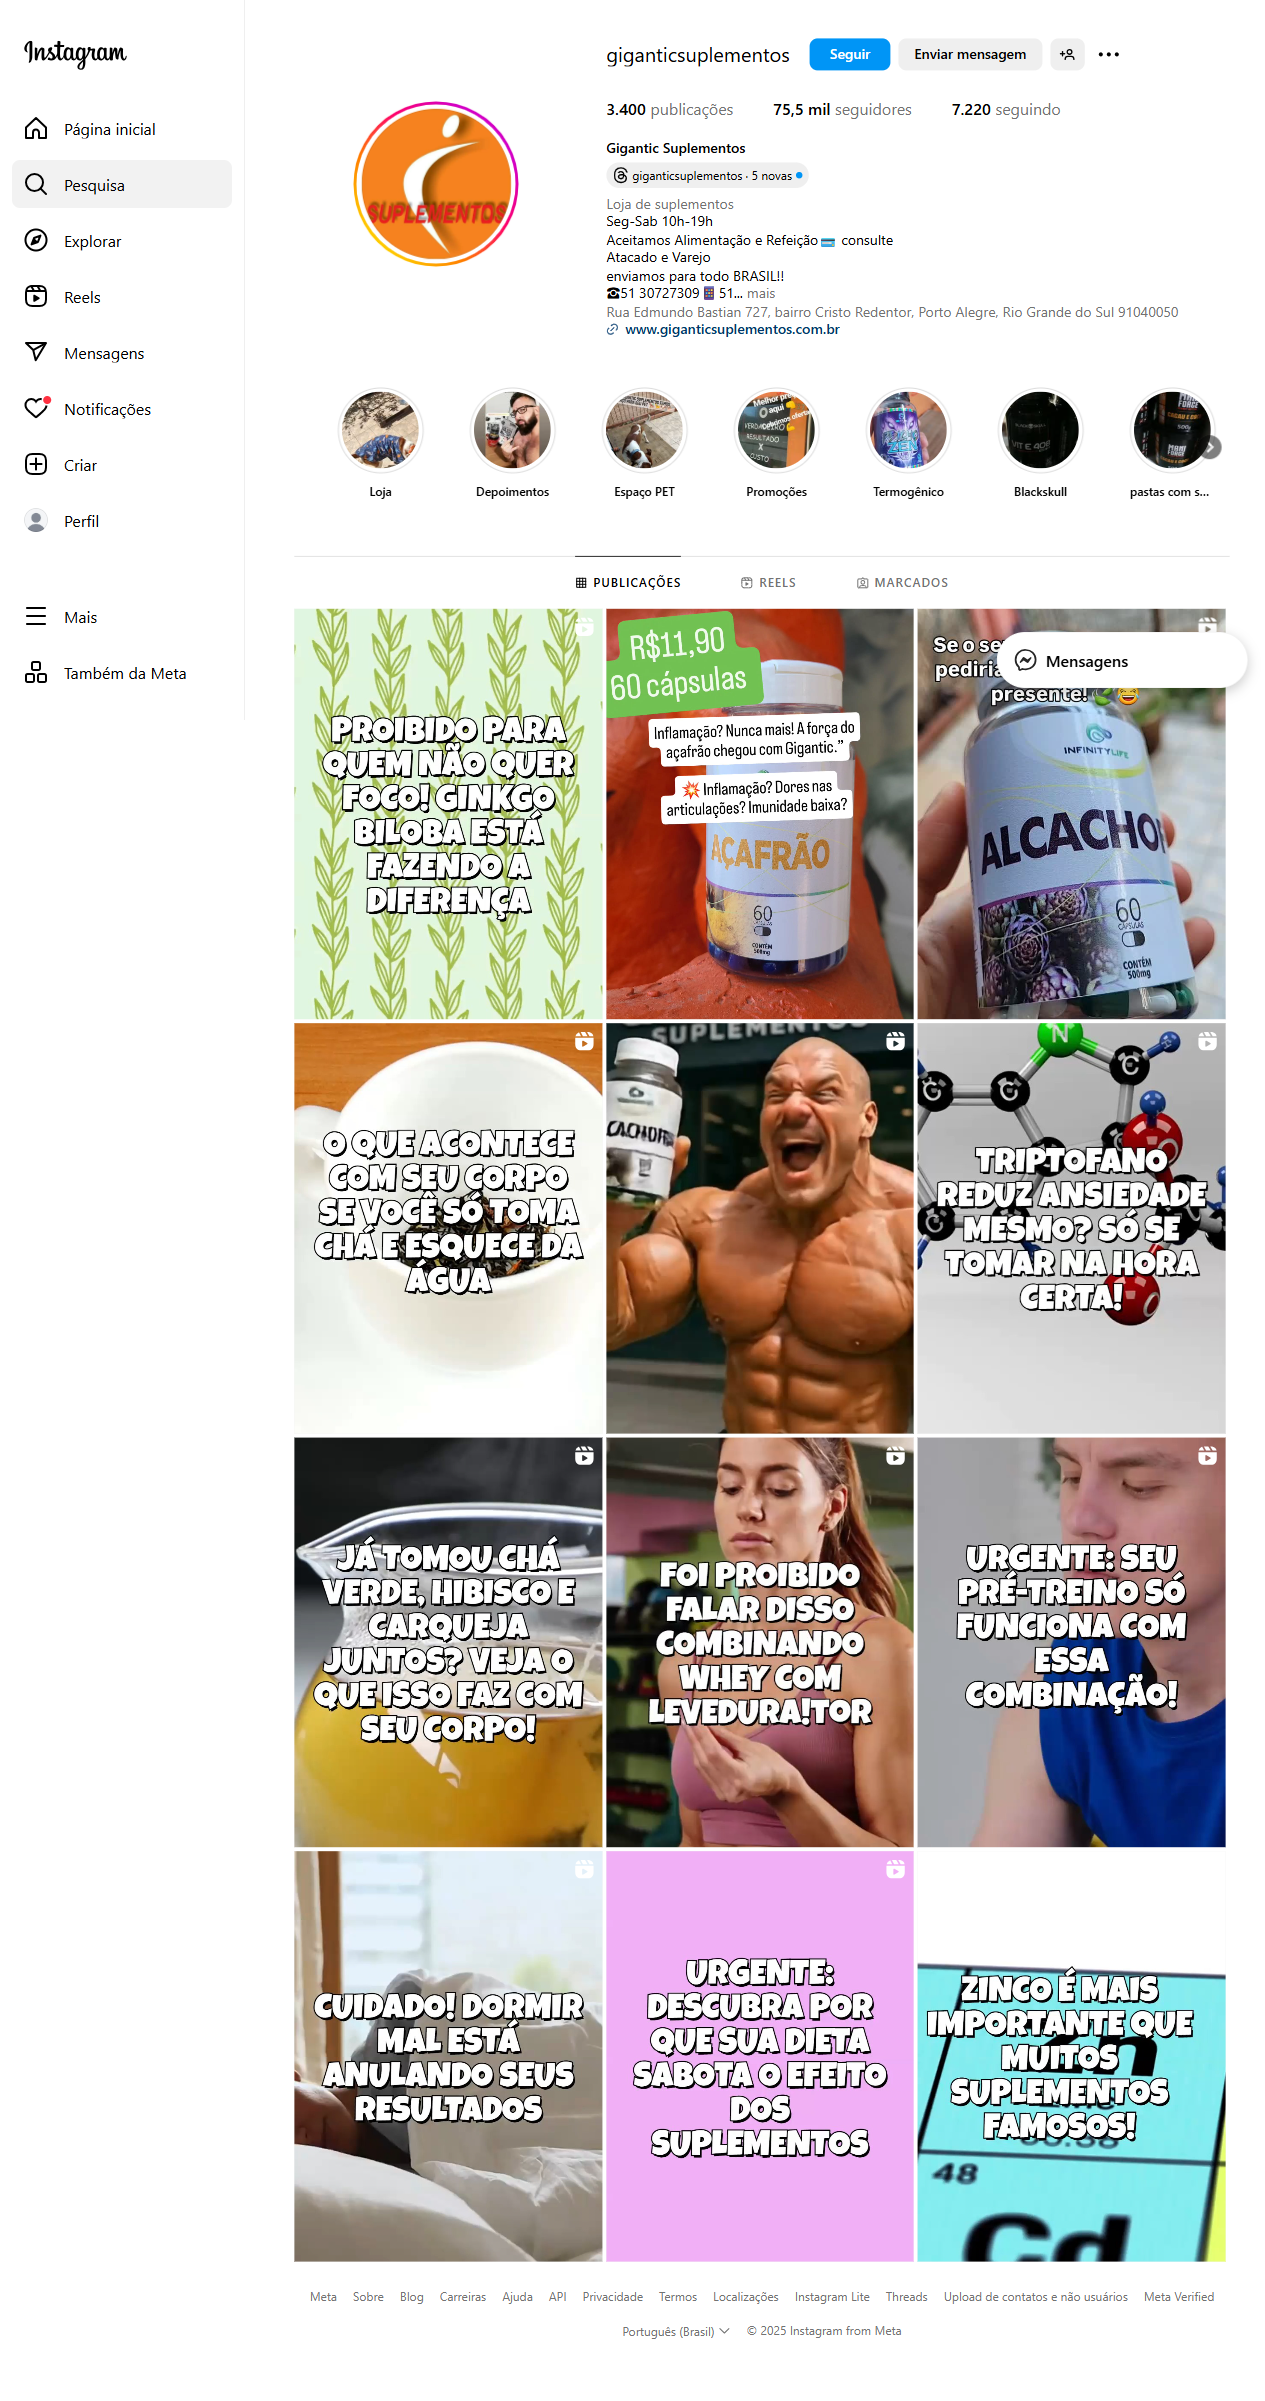 Instagram
Página inicial
Pesquisa
Explorar
Reels
Mensagens
Notificações
Criar
Perfil
Mais
Também da Meta
giganticsuplementos
Seguir
Enviar mensagem
3.400 publicações
75,5 mil seguidores
7.220 seguindo
SUPLEMENTOS
Gigantic Suplementos
giganticsuplementos · 5 novas
Loja de suplementos
Seg-Sab 10h-19h
Aceitamos Alimentação e Refeição consulte
Atacado e Varejo
enviamos para todo BRASIL!!
☎51 30727309 51... mais
Rua Edmundo Bastian 727, bairro Cristo Redentor, Porto Alegre, Rio Grande do Sul 91040050
www.giganticsuplementos.com.br
Loja
Depoimentos
Espaço PET
Promoções
Termogênico
Blackskull
pastas com s...
PUBLICAÇÕES
REELS
MARCADOS
PROIBIDO PARA
QUEM NÃO QUER
FOCO! GINKGO
BILOBA ESTÁ
FAZENDO A
DIFERENÇA
R$11,90
60 cápsulas
Inflamação? Nunca mais! A força do
açafrão chegou com Gigantic.”
💥 Inflamação? Dores nas
articulações? Imunidade baixa?
AÇAFRÃO
60
CÁPSULAS
CONTÉM
500mg
Se o se
pediria
presente. 🌿😂
Mensagens
INFINITYLIFE
ALCACHO
60
CÁPSULAS
CONTÉM
500mg
O QUE ACONTECE
COM SEU CORPO
SE VOCÊ SÓ TOMA
CHÁ E ESQUECE DA
ÁGUA
SUPLEMENTOS
N
C
C
TRIPTOFANO
REDUZ ANSIEDADE
MESMO? SÓ SE
TOMAR NA HORA
CERTA!
JÁ TOMOU CHÁ
VERDE, HIBISCO E
CARQUEJA
JUNTOS? VEJA O
QUE ISSO FAZ COM
SEU CORPO!
FOI PROIBIDO
FALAR DISSO
COMBINANDO
WHEY COM
LEVEDURA!TOR
URGENTE: SEU
PRÉ-TREINO SÓ
FUNCIONA COM
ESSA
COMBINAÇÃO!
CUIDADO! DORMIR
MAL ESTÁ
ANULANDO SEUS
RESULTADOS
URGENTE:
DESCUBRA POR
QUE SUA DIETA
SABOTA O EFEITO
DOS
SUPLEMENTOS
ZINCO É MAIS
IMPORTANTE QUE
MUITOS
SUPLEMENTOS
FAMOSOS!
48
Cd
Meta Sobre Blog Carreiras Ajuda API Privacidade Termos Localizações Instagram Lite Threads Upload de contatos e não usuários Meta Verified
Português (Brasil) © 2025 Instagram from Meta